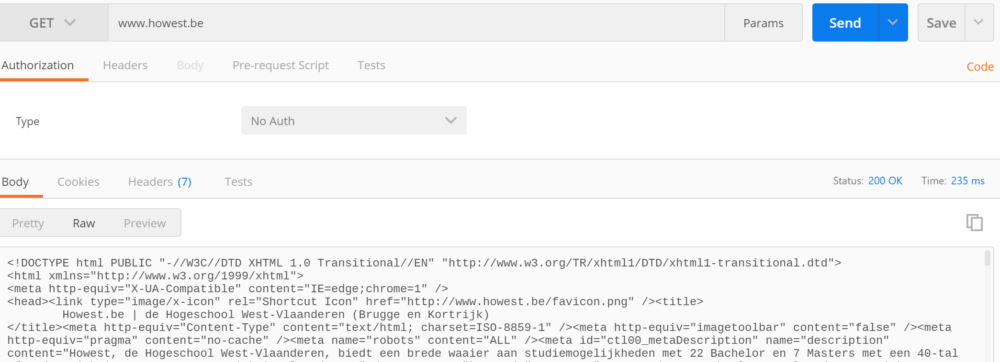 GET www.howest.be Params Send Save
Authorization Headers Body Pre-request Script Tests Code
Type No Auth
Body Cookies Headers (7) Tests Status: 200 OK Time: 235 ms
Pretty Raw Preview
<!DOCTYPE html PUBLIC "-//W3C//DTD XHTML 1.0 Transitional//EN" "http://www.w3.org/TR/xhtml1/DTD/xhtml1-transitional.dtd">
<html xmlns="http://www.w3.org/1999/xhtml">
<meta http-equiv="X-UA-Compatible" content="IE=edge;chrome=1" />
<head><link type="image/x-icon" rel="Shortcut Icon" href="http://www.howest.be/favicon.png" /><title>
Howest.be | de Hogeschool West-Vlaanderen (Brugge en Kortrijk)
</title><meta http-equiv="Content-Type" content="text/html; charset=ISO-8859-1" /><meta http-equiv="imagetoolbar" content="false" /><meta
http-equiv="pragma" content="no-cache" /><meta name="robots" content="ALL" /><meta id="ctl00_metaDescription" name="description"
content="Howest, de Hogeschool West-Vlaanderen, biedt een brede waaier aan studiemogelijkheden met 22 Bachelor en 7 Masters met een 40-tal